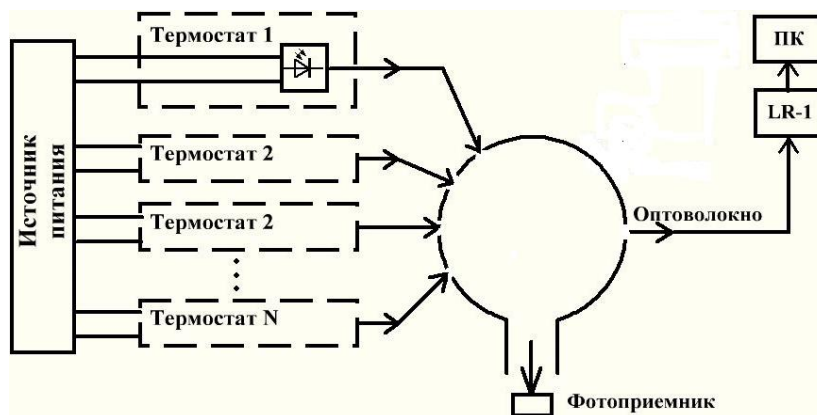 Термостат 1
ПК
LR-1
Термостат 2
Источник
питания
Термостат 2
Оптоволокно
Термостат N
Фотоприемник